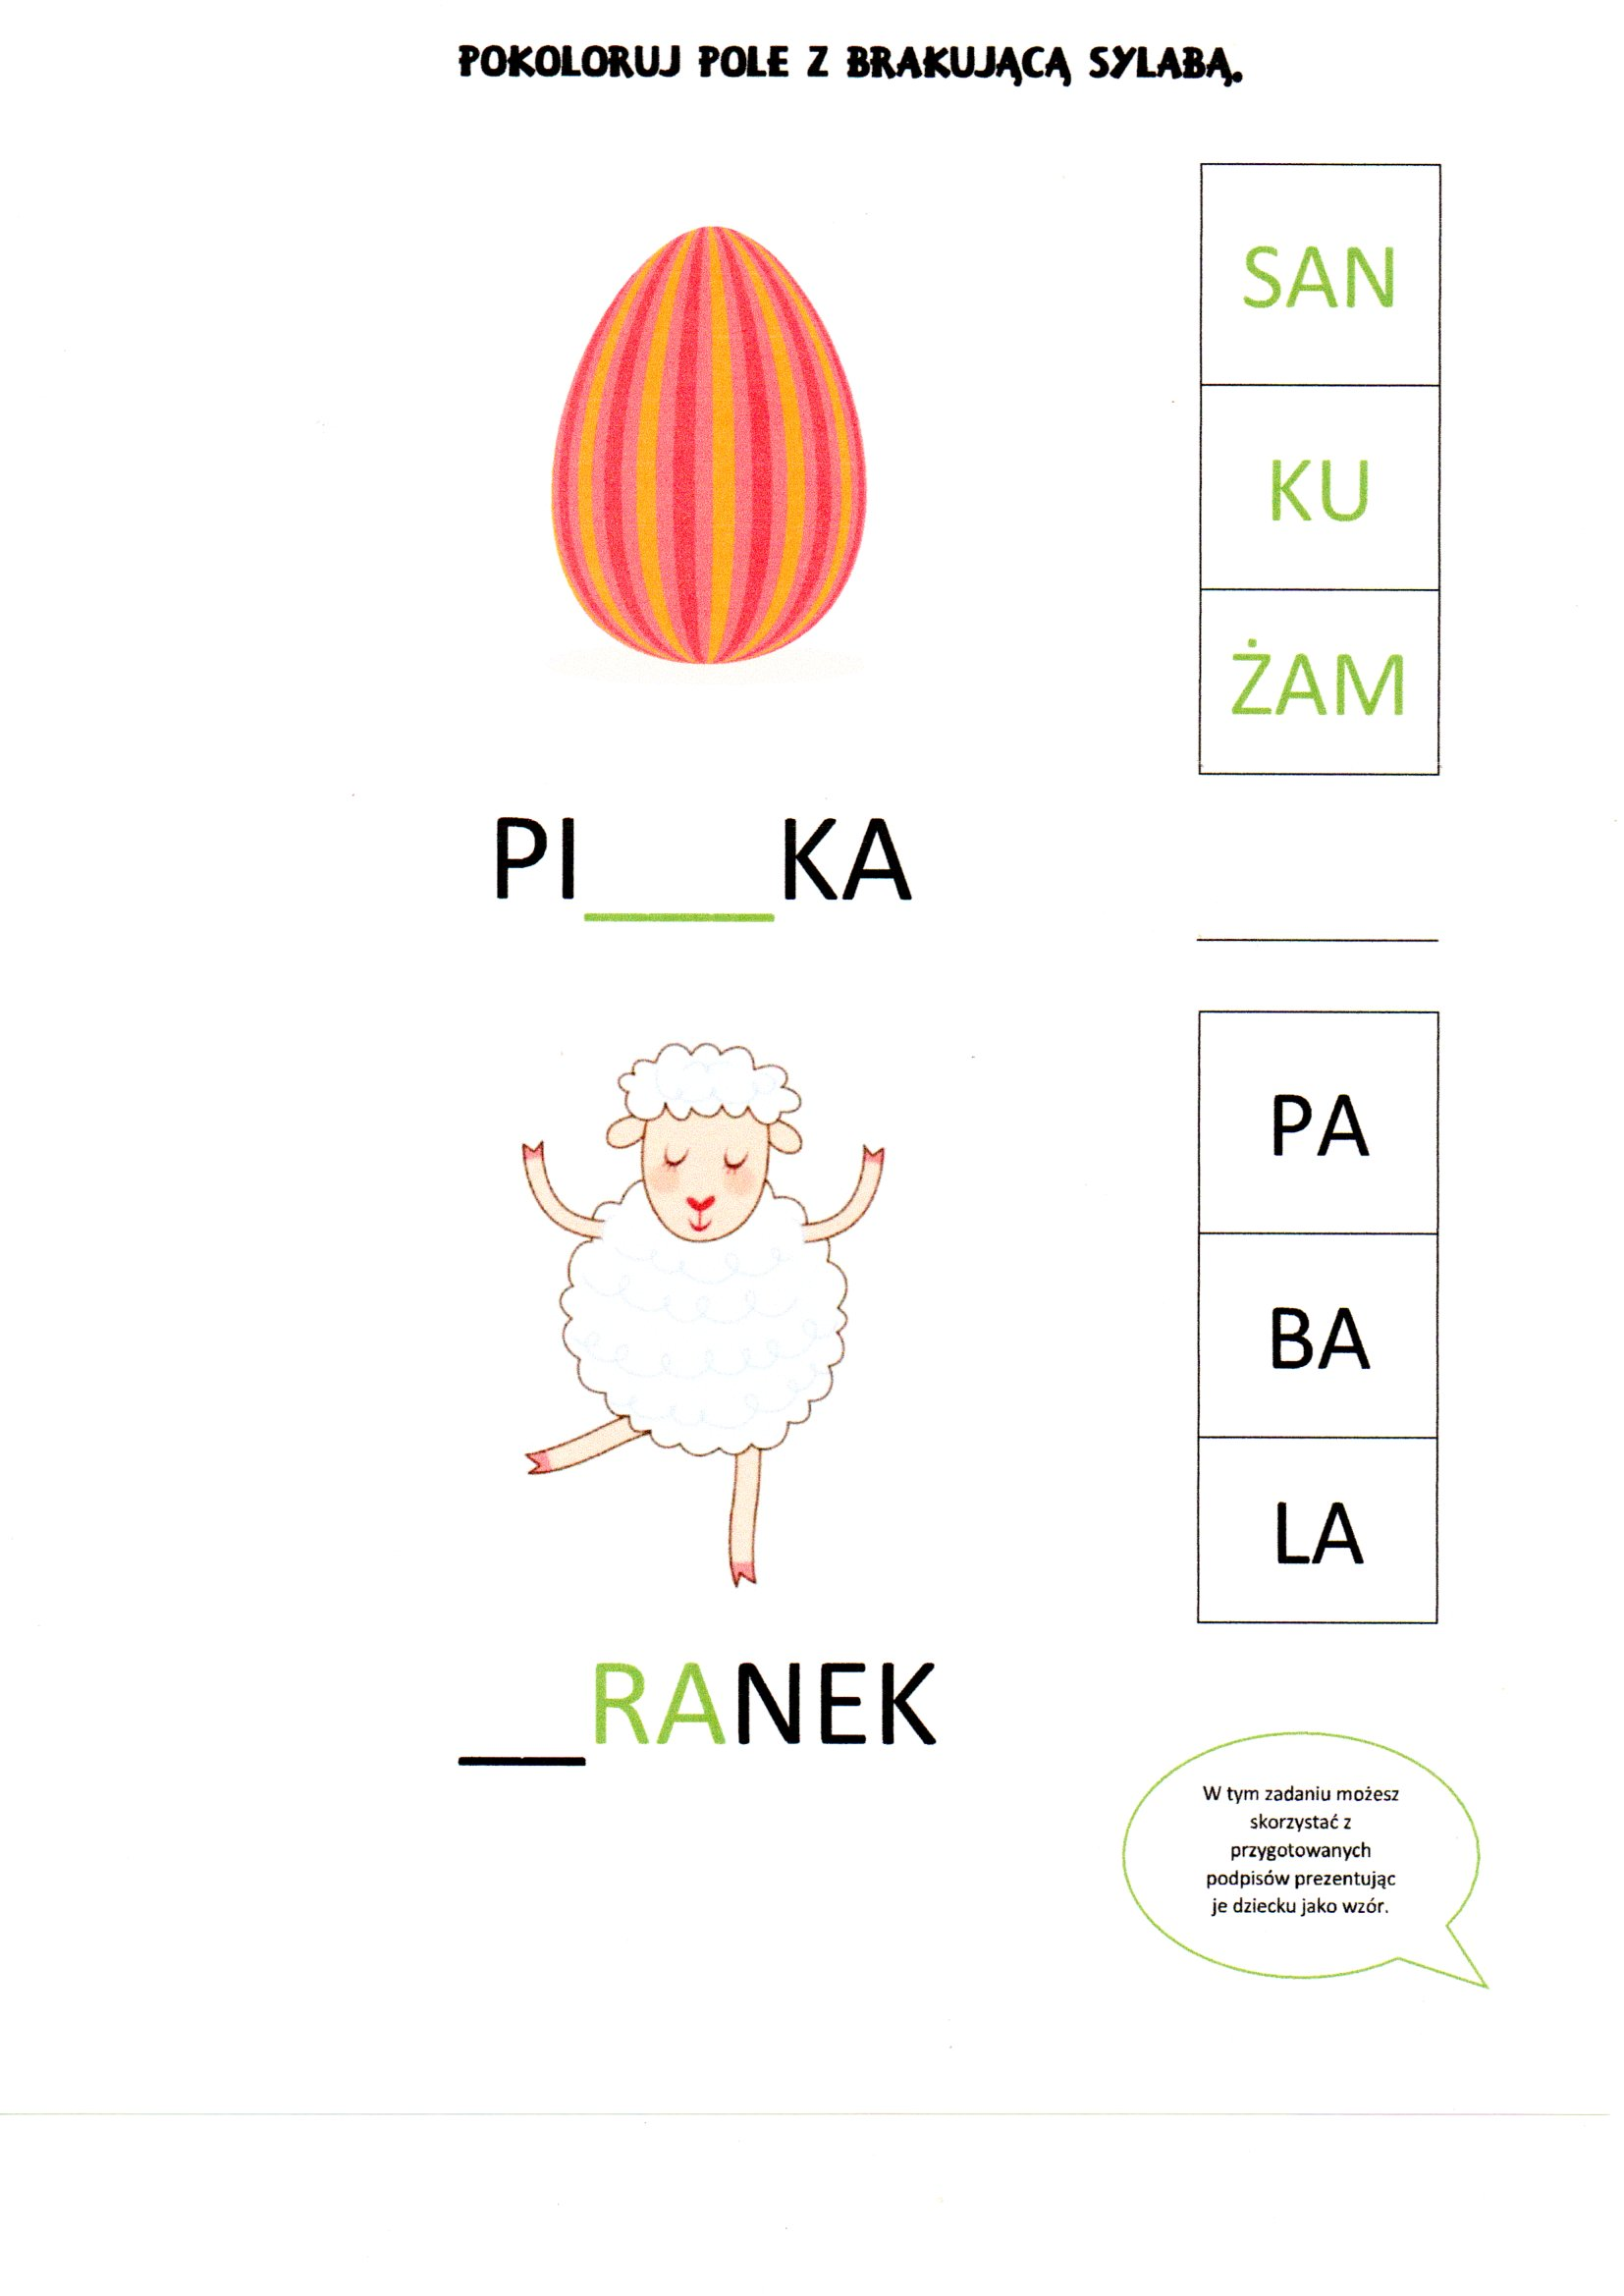 POKOLORUJ POLE Z BRAKUJĄCĄ SYLABĄ.
SAN
KU
ŻAM
PI___KA
PA
BA
LA
__RANEK
W tym zadaniu możesz
skorzystać z
przygotowanych
podpisów prezentując
je dziecku jako wzór.